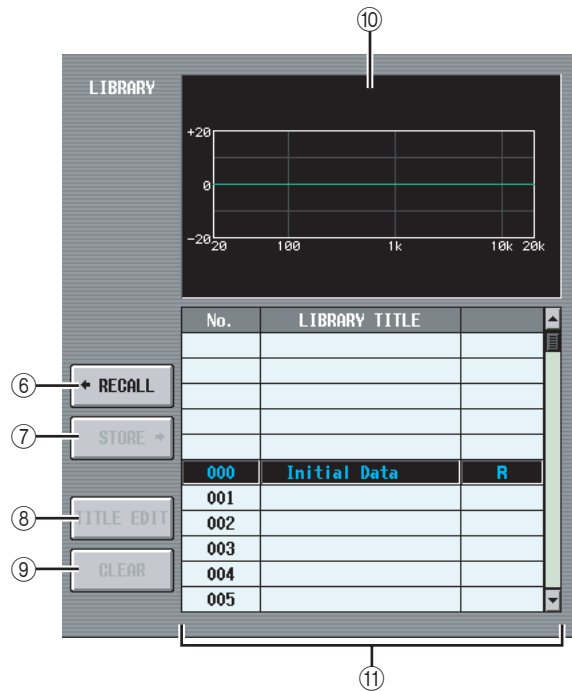 ⑩
LIBRARY
+20
0
-20
20 100 1k 10k 20k
No. LIBRARY TITLE
⑥ RECALL
⑦ STORE
000 Initial Data R
001
⑧ TITLE EDIT
002
003
⑨ CLEAR
004
005
⑪